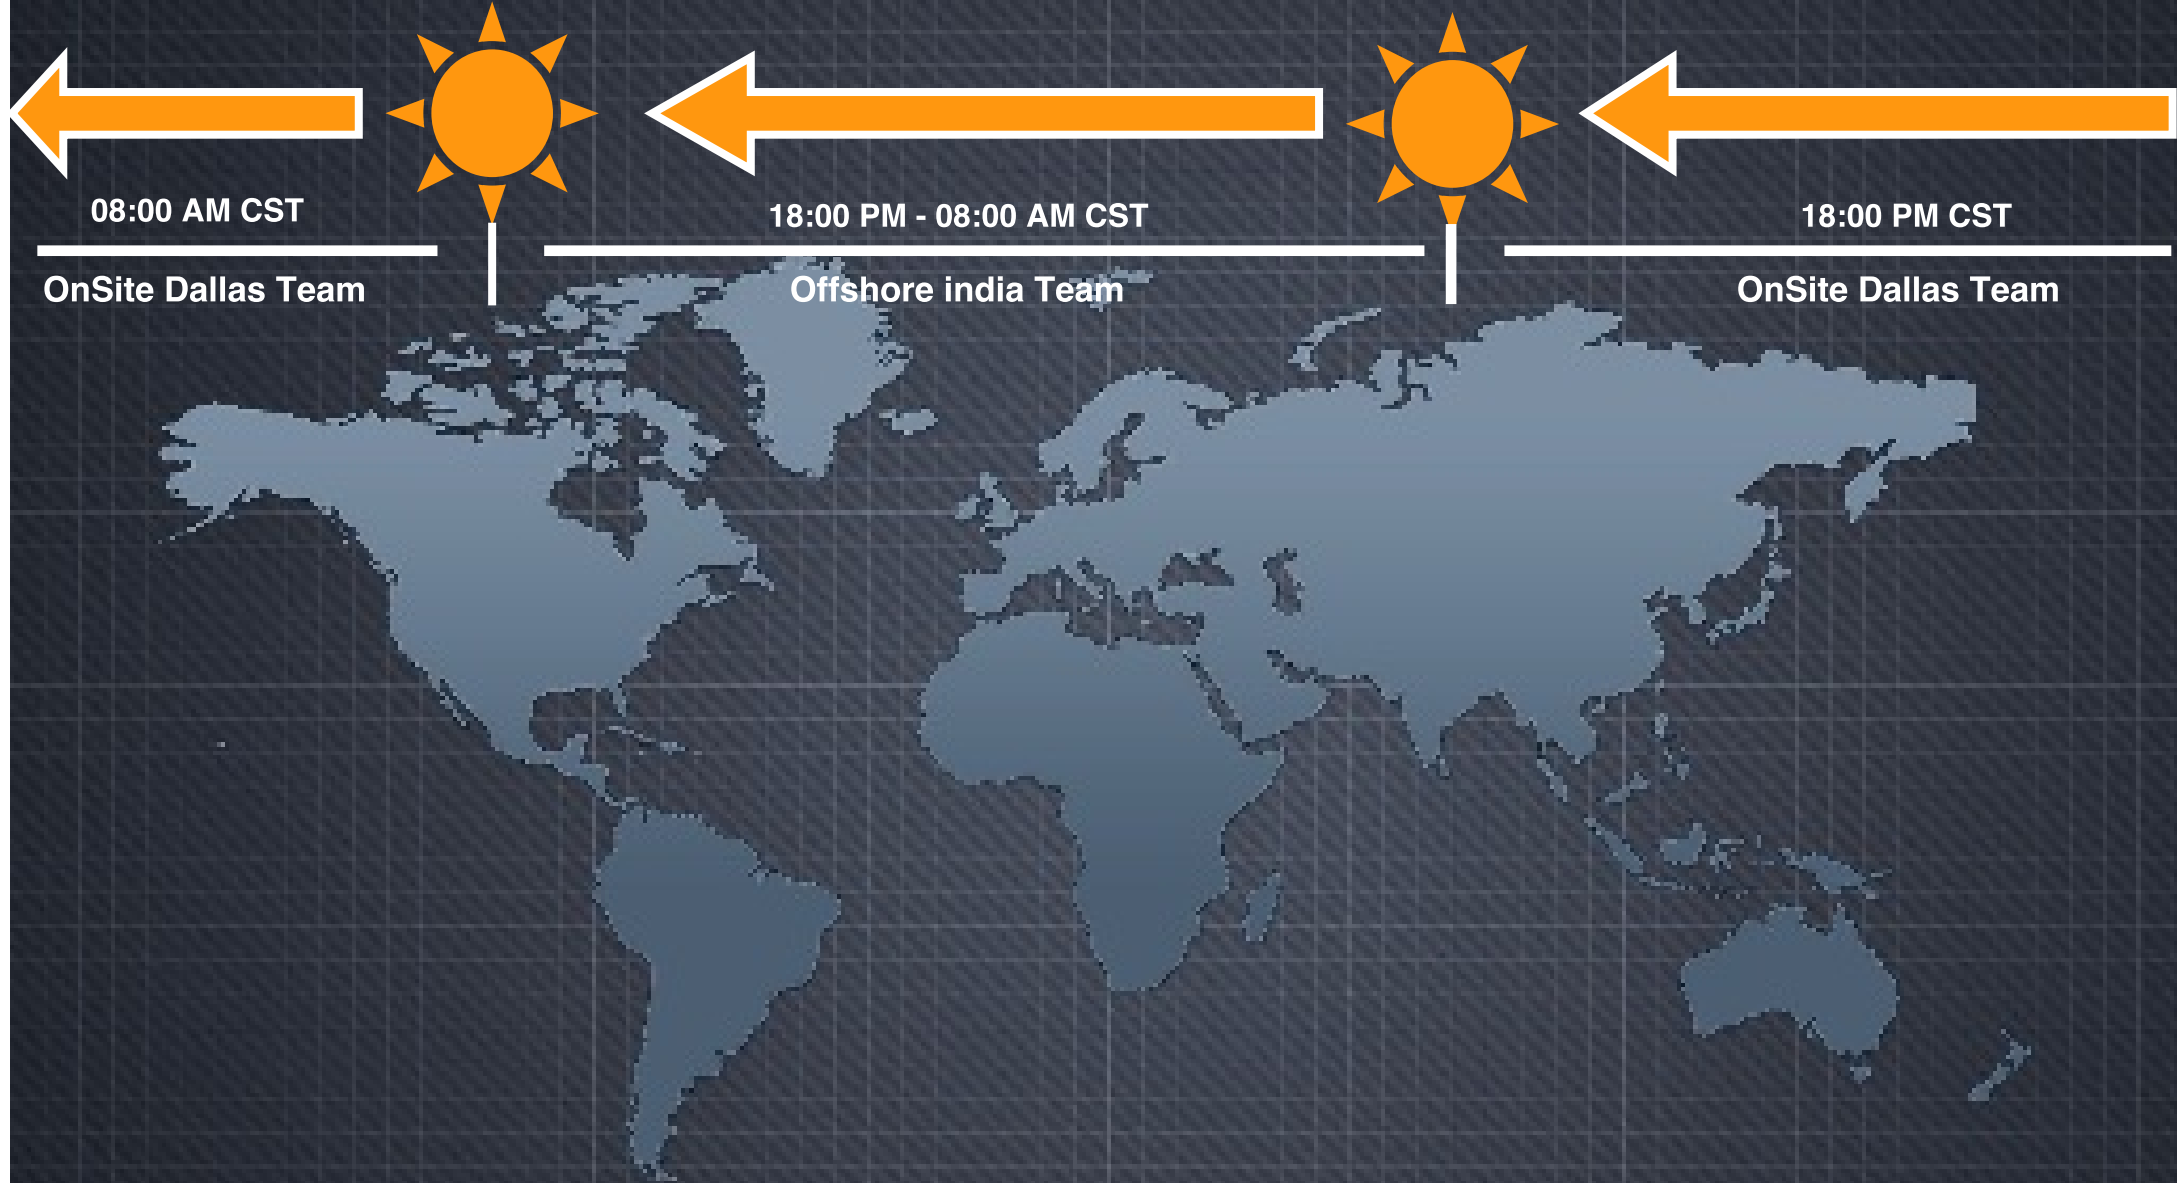 08:00 AM CST
18:00 PM - 08:00 AM CST
18:00 PM CST
OnSite Dallas Team
Offshore india Team
OnSite Dallas Team